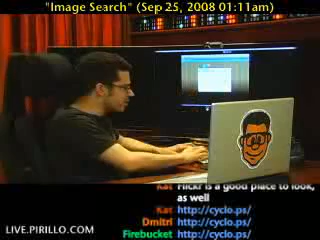 "Image Search" (Sep 25, 2008 01:11am)
Kat Flickr is a good place to look,
as well
Kat http://cyclo.ps/
Dmitri http://cyclo.ps/
Firebucket http://cyclo.ps/
LIVE.PIRILLO.COM